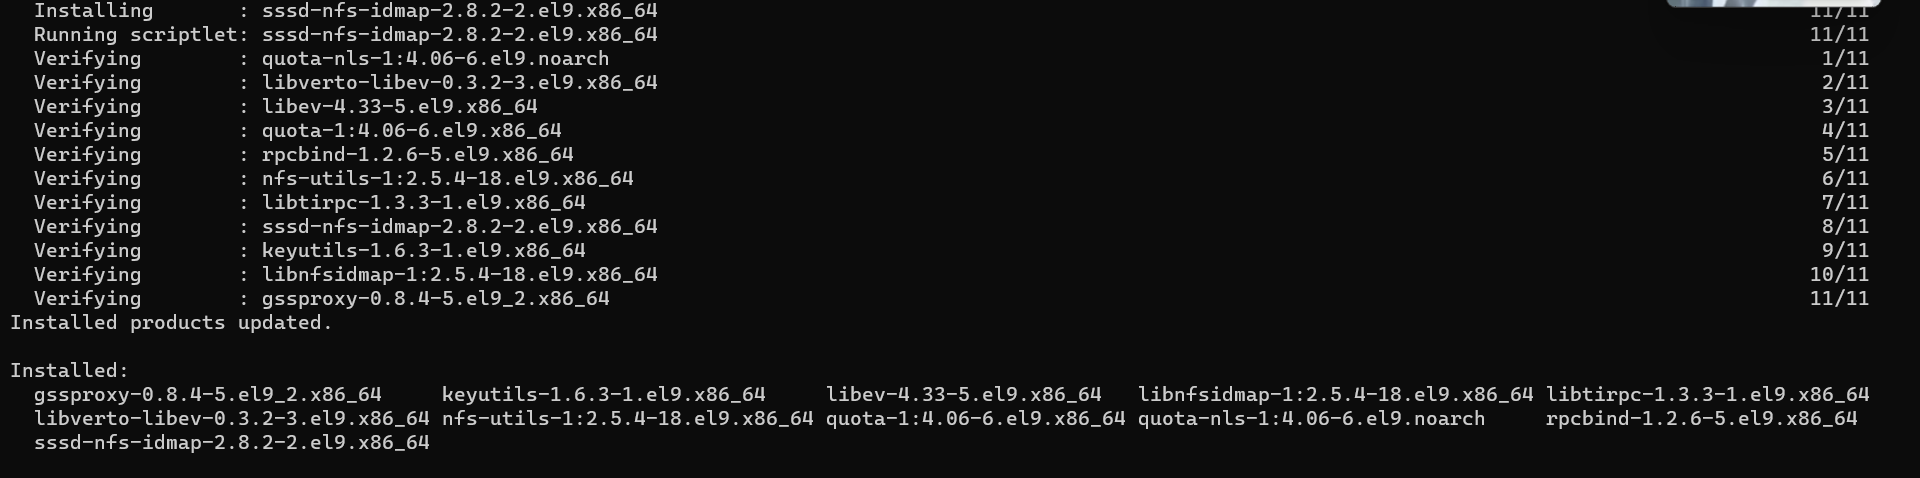 Installing : sssd-nfs-idmap-2.8.2-2.el9.x86_64 11/11
Running scriptlet: sssd-nfs-idmap-2.8.2-2.el9.x86_64 11/11
Verifying : quota-nls-1:4.06-6.el9.noarch 1/11
Verifying : libverto-libev-0.3.2-3.el9.x86_64 2/11
Verifying : libev-4.33-5.el9.x86_64 3/11
Verifying : quota-1:4.06-6.el9.x86_64 4/11
Verifying : rpcbind-1.2.6-5.el9.x86_64 5/11
Verifying : nfs-utils-1:2.5.4-18.el9.x86_64 6/11
Verifying : libtirpc-1.3.3-1.el9.x86_64 7/11
Verifying : sssd-nfs-idmap-2.8.2-2.el9.x86_64 8/11
Verifying : keyutils-1.6.3-1.el9.x86_64 9/11
Verifying : libnfsidmap-1:2.5.4-18.el9.x86_64 10/11
Verifying : gssproxy-0.8.4-5.el9_2.x86_64 11/11
Installed products updated.
Installed:
gssproxy-0.8.4-5.el9_2.x86_64 keyutils-1.6.3-1.el9.x86_64 libev-4.33-5.el9.x86_64 libnfsidmap-1:2.5.4-18.el9.x86_64 libtirpc-1.3.3-1.el9.x86_64
libverto-libev-0.3.2-3.el9.x86_64 nfs-utils-1:2.5.4-18.el9.x86_64 quota-1:4.06-6.el9.x86_64 quota-nls-1:4.06-6.el9.noarch rpcbind-1.2.6-5.el9.x86_64
sssd-nfs-idmap-2.8.2-2.el9.x86_64